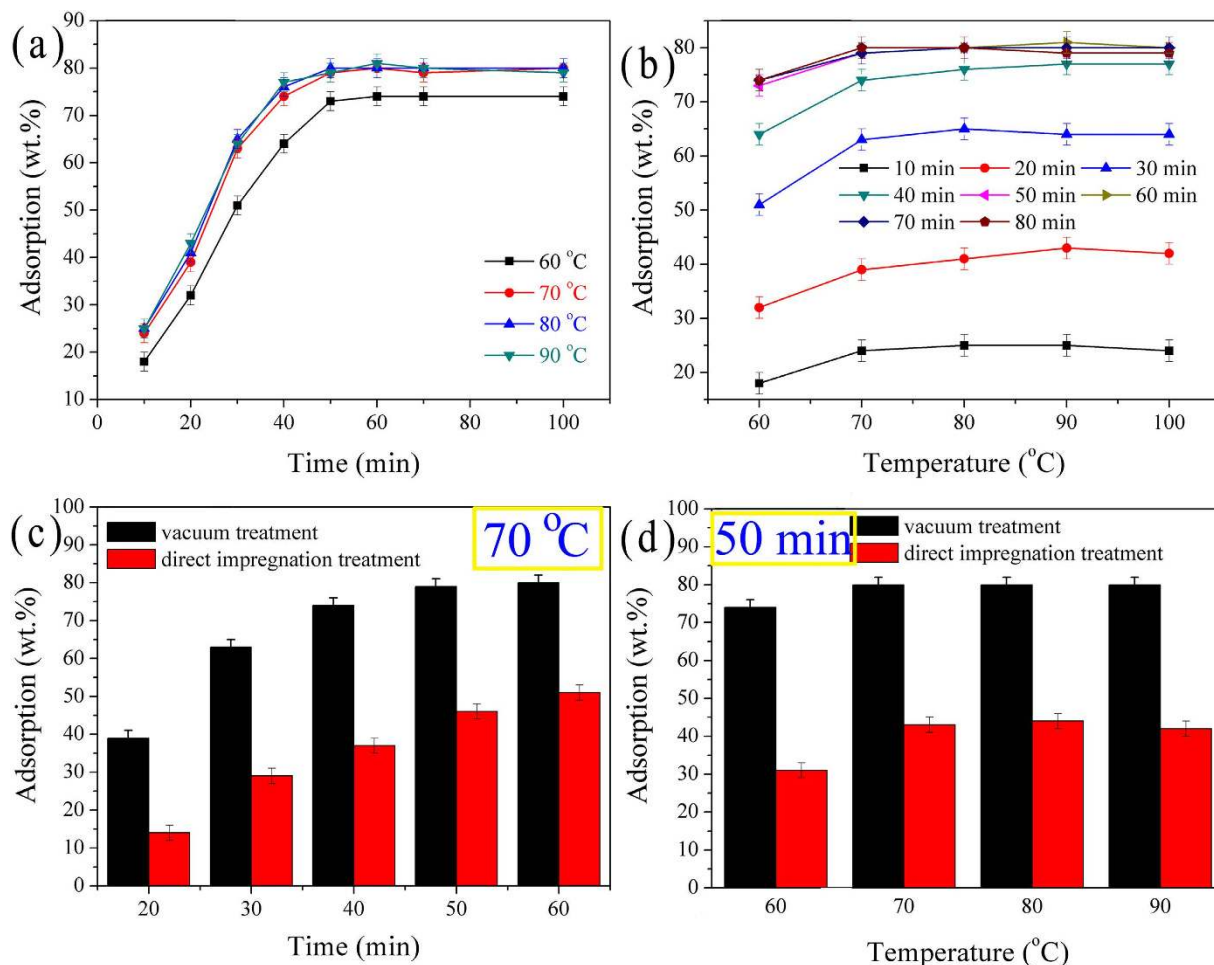 (a)
90
80
70
60
50
40
30
20
10
Adsorption (wt.%)
60 °C
70 °C
80 °C
90 °C
0 20 40 60 80 100
Time (min)
(b)
80
70
60
50
40
30
20
Adsorption (wt.%)
10 min 20 min 30 min
40 min 50 min 60 min
70 min 80 min
60 70 80 90 100
Temperature (°C)
(c)
100
90
80
70
60
50
40
30
20
10
0
Adsorption (wt.%)
vacuum treatment
direct impregnation treatment
70 °C
20 30 40 50 60
Time (min)
(d)
100
90
80
70
60
50
40
30
20
10
0
Adsorption (wt.%)
50 min
vacuum treatment
direct impregnation treatment
60 70 80 90
Temperature (°C)